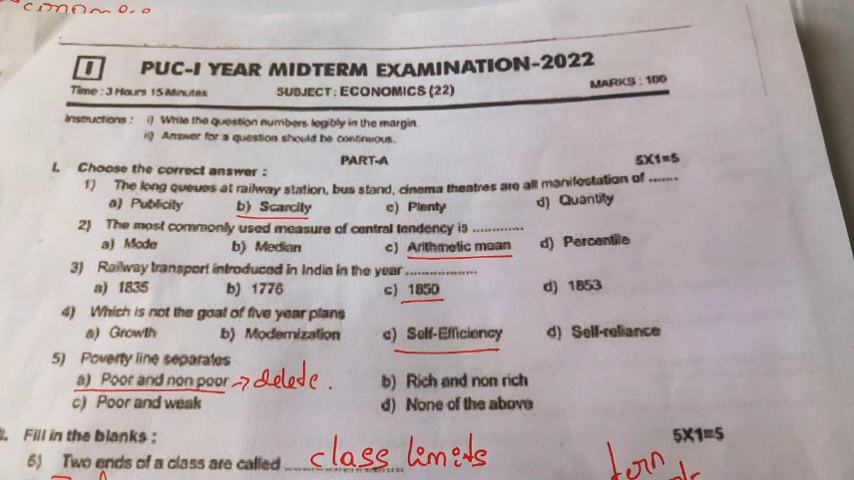 I PUC-I YEAR MIDTERM EXAMINATION-2022
Time : 3 Hours 15 Minutes SUBJECT : ECONOMICS (22) MARKS : 100
Instructions : i) Write the question numbers legibly in the margin.
ii) Answer for a question should be continuous.
PART-A
I. Choose the correct answer : 5X1=5
1) The long queues at railway station, bus stand, cinema theatres are all manifestation of .......
a) Publicity b) Scarcity c) Plenty d) Quantity
2) The most commonly used measure of central tendency is ............
a) Mode b) Median c) Arithmetic mean d) Percentile
3) Railway transport introduced in India in the year ..................
a) 1835 b) 1776 c) 1850 d) 1853
4) Which is not the goal of five year plans
a) Growth b) Modernization c) Self-Efficiency d) Self-reliance
5) Poverty line separates
a) Poor and non poor → delete. b) Rich and non rich
c) Poor and weak d) None of the above
II. Fill in the blanks : 5X1=5
6) Two ends of a class are called class limits